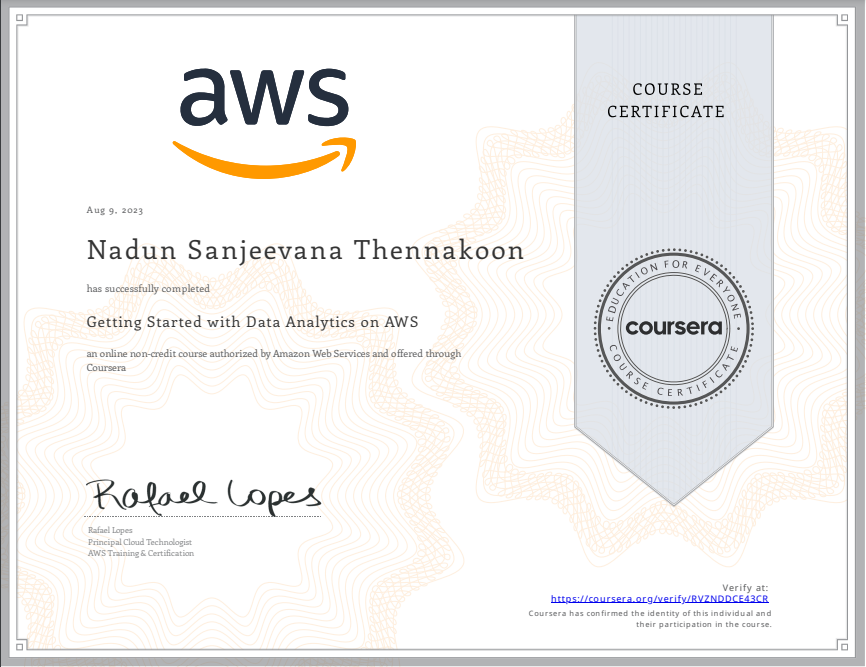 aws
COURSE
CERTIFICATE
Aug 9, 2023
Nadun Sanjeevana Thennakoon
has successfully completed
Getting Started with Data Analytics on AWS
an online non-credit course authorized by Amazon Web Services and offered through
Coursera
EDUCATION FOR EVERYONE
coursera
COURSE CERTIFICATE
Rafael Lopes
Rafael Lopes
Principal Cloud Technologist
AWS Training & Certification
Verify at:
https://coursera.org/verify/RVZNDDCE43CR
Coursera has confirmed the identity of this individual and
their participation in the course.